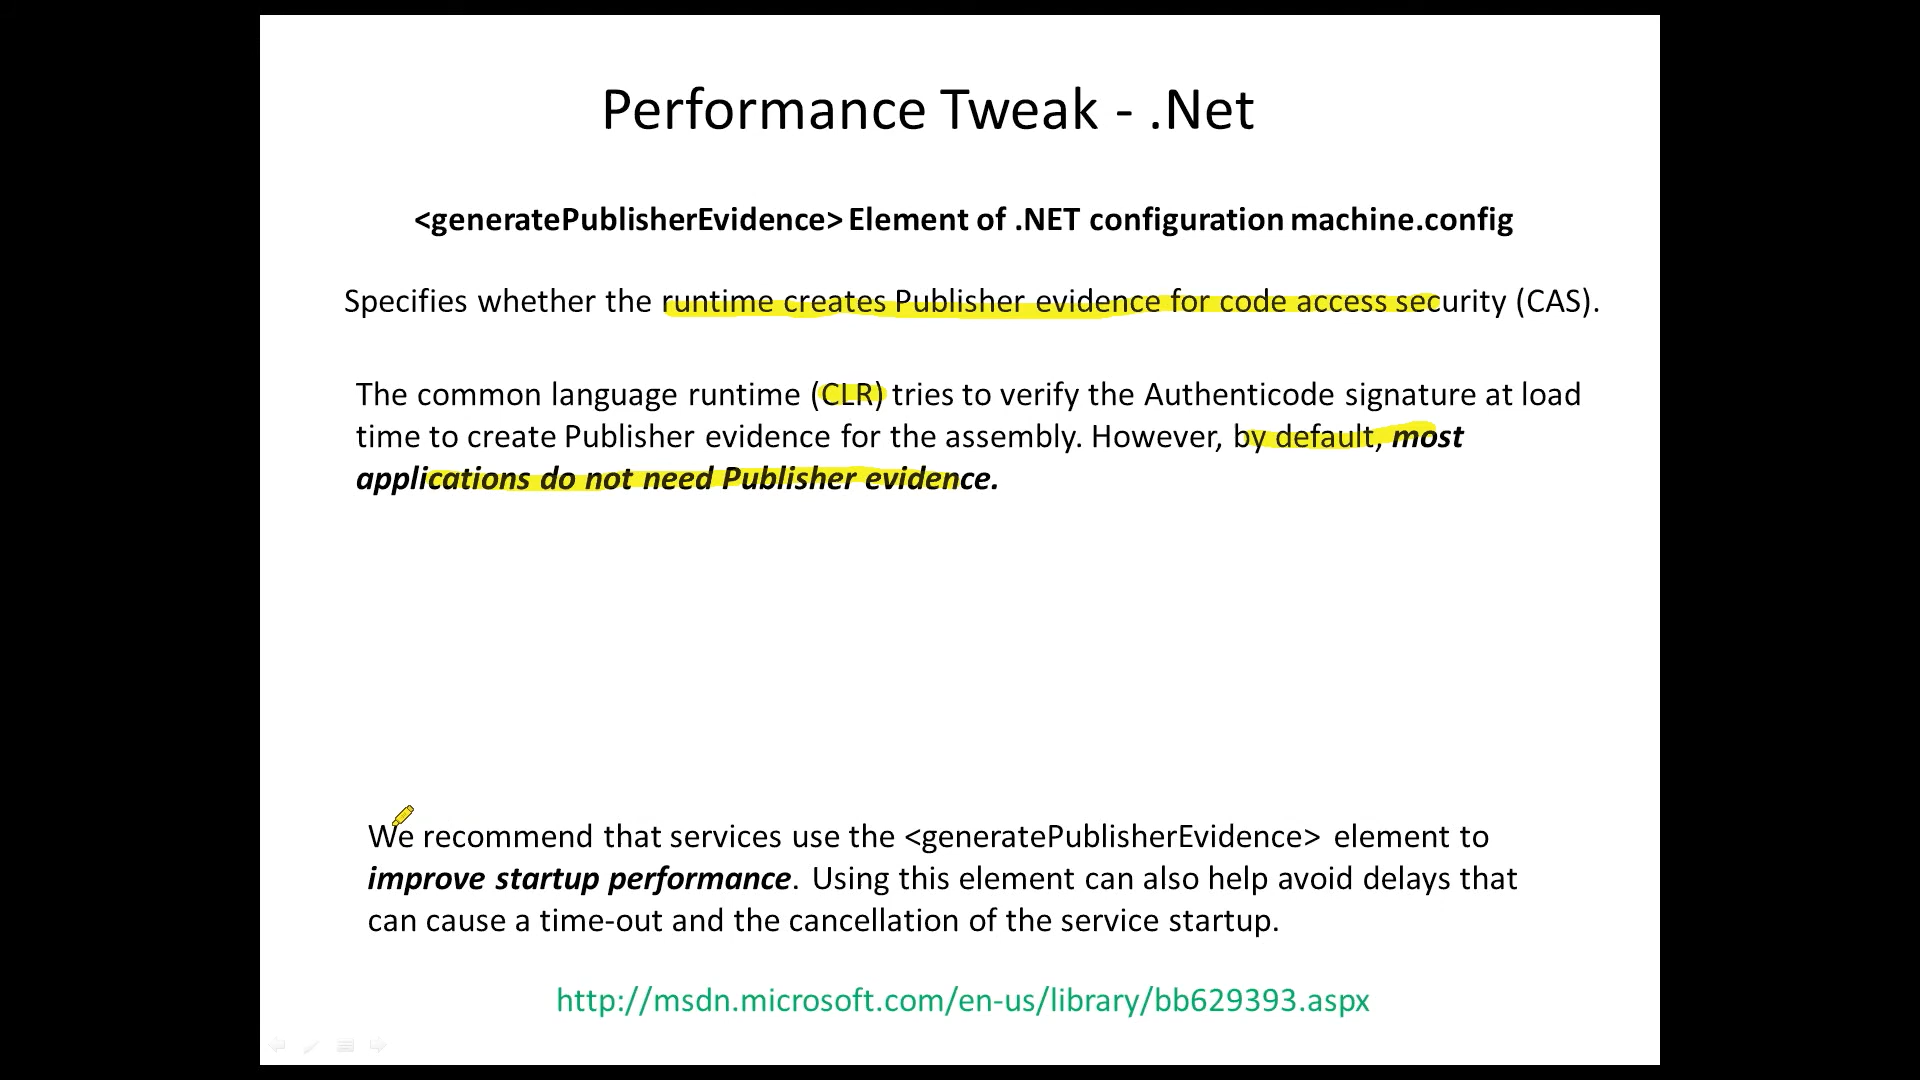 Performance Tweak - .Net
<generatePublisherEvidence> Element of .NET configuration machine.config
Specifies whether the runtime creates Publisher evidence for code access security (CAS).
The common language runtime (CLR) tries to verify the Authenticode signature at load
time to create Publisher evidence for the assembly. However, by default, most
applications do not need Publisher evidence.
We recommend that services use the <generatePublisherEvidence> element to
improve startup performance. Using this element can also help avoid delays that
can cause a time-out and the cancellation of the service startup.
http://msdn.microsoft.com/en-us/library/bb629393.aspx